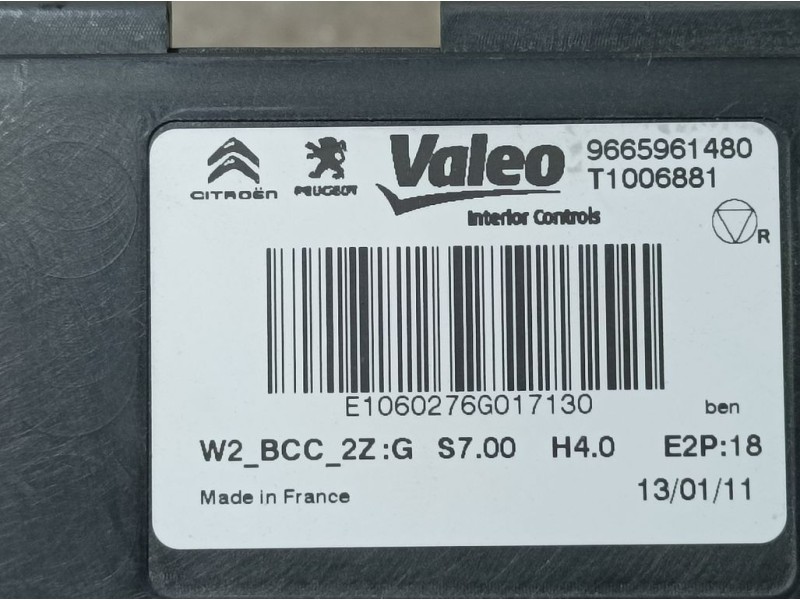 CITROËN PEUGEOT Valeo 9665961480
T1006881
Interior Controls
R
E1060276G017130
ben
W2_BCC_2Z:G S7.00 H4.0 E2P:18
Made in France 13/01/11